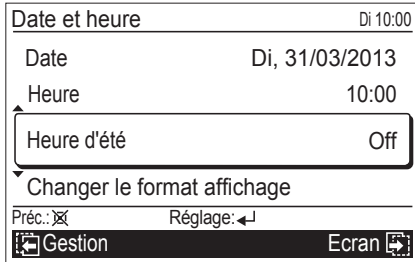 Date et heure Di 10:00
Date Di, 31/03/2013
Heure 10:00
Heure d'été Off
Changer le format affichage
Préc.: Réglage:
Gestion Ecran